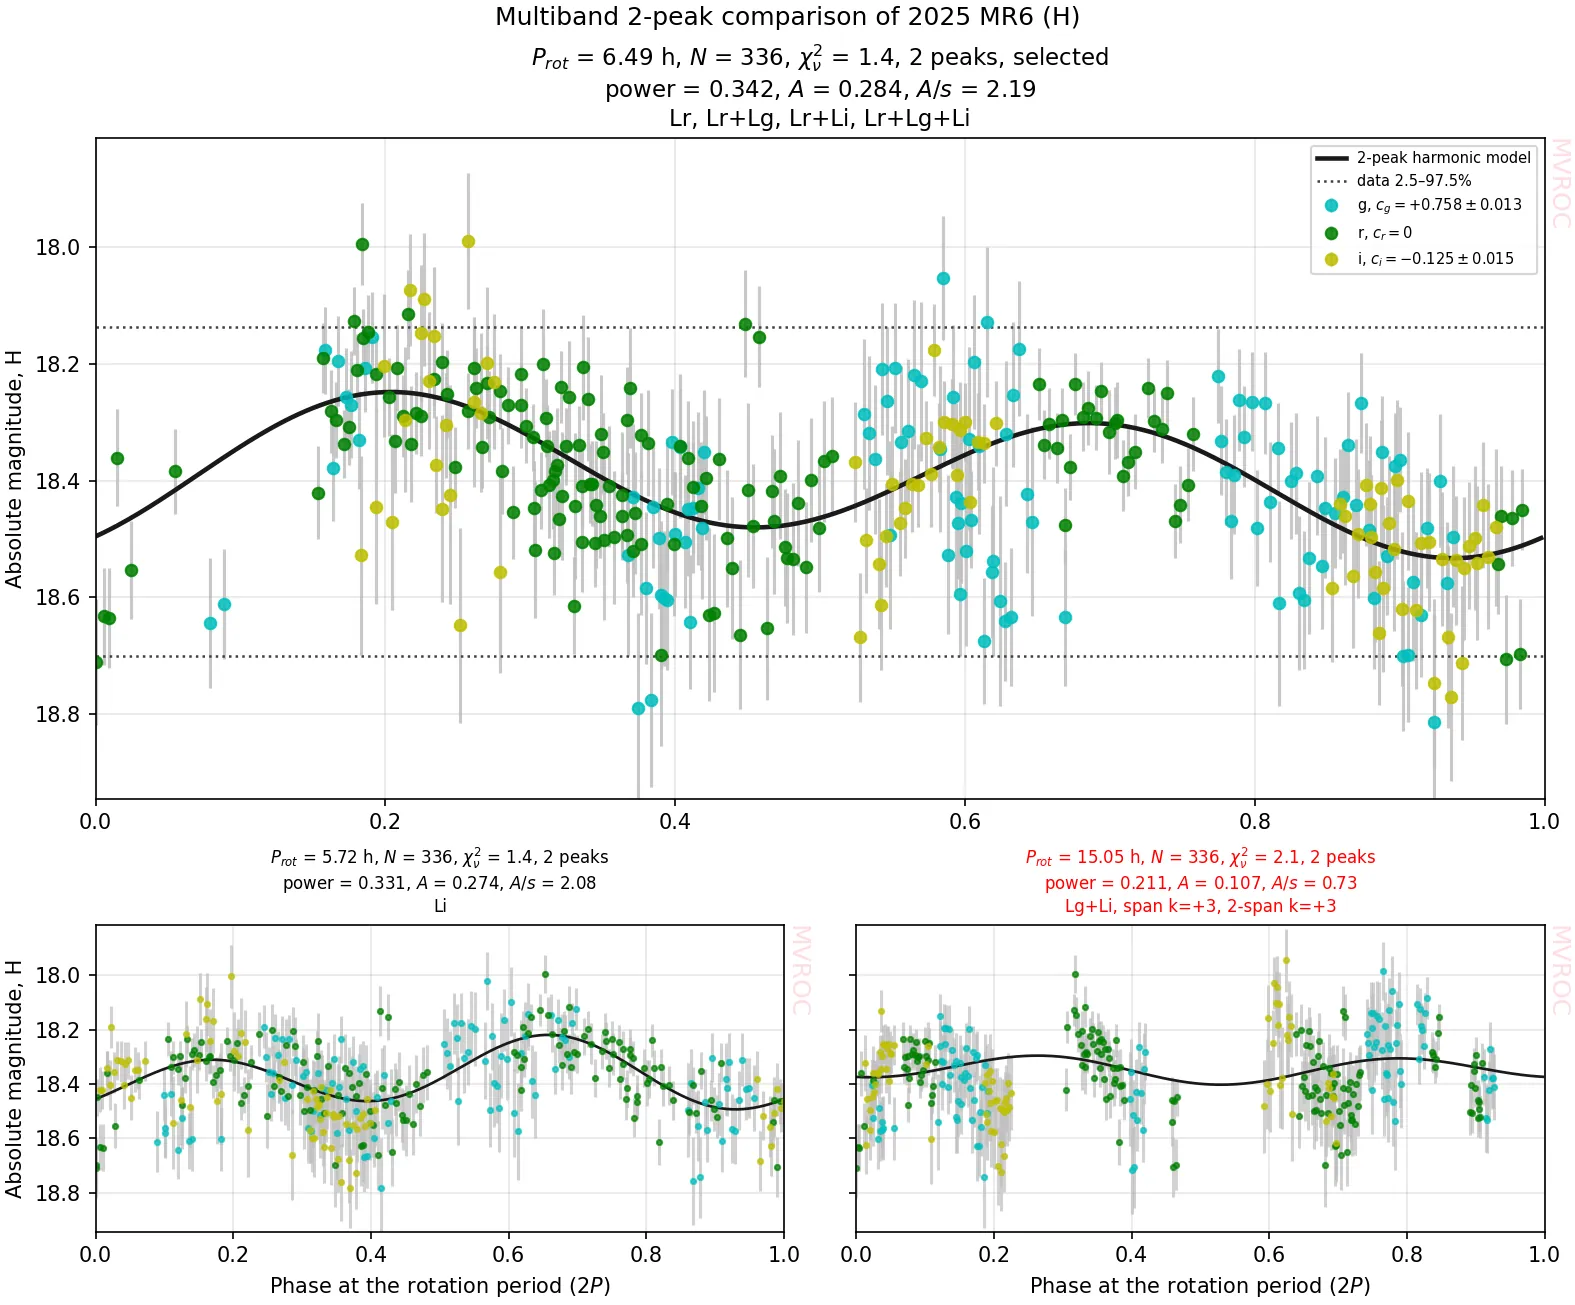 Multiband 2-peak comparison of 2025 MR6 (H)
P_rot = 6.49 h, N = 336, χ²_ν = 1.4, 2 peaks, selected
power = 0.342, A = 0.284, A/s = 2.19
Lr, Lr+Lg, Lr+Li, Lr+Lg+Li
2-peak harmonic model
data 2.5–97.5%
g, c_g = +0.758 ± 0.013
r, c_r = 0
i, c_i = −0.125 ± 0.015
MVROC
Absolute magnitude, H
18.0
18.2
18.4
18.6
18.8
0.0 0.2 0.4 0.6 0.8 1.0
P_rot = 5.72 h, N = 336, χ²_ν = 1.4, 2 peaks
power = 0.331, A = 0.274, A/s = 2.08
Li
MVROC
Absolute magnitude, H
18.0
18.2
18.4
18.6
18.8
0.0 0.2 0.4 0.6 0.8 1.0
Phase at the rotation period (2P)
P_rot = 15.05 h, N = 336, χ²_ν = 2.1, 2 peaks
power = 0.211, A = 0.107, A/s = 0.73
Lg+Li, span k=+3, 2-span k=+3
MVROC
0.0 0.2 0.4 0.6 0.8 1.0
Phase at the rotation period (2P)